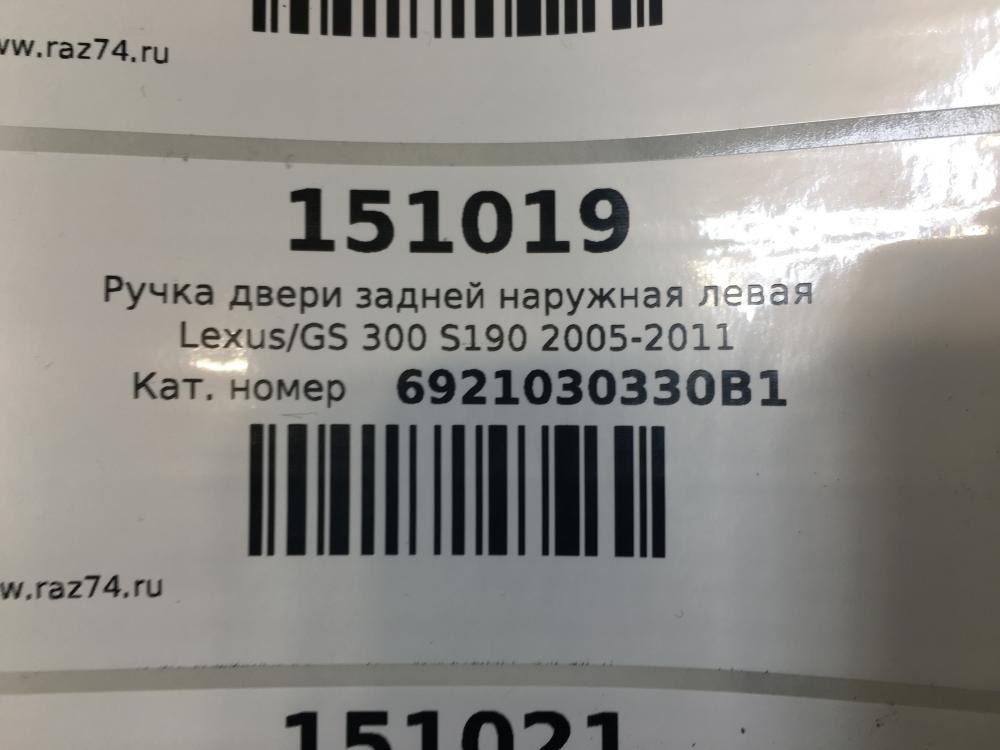 www.raz74.ru
151019
Ручка двери задней наружная левая
Lexus/GS 300 S190 2005-2011
Кат. номер 6921030330B1
w.raz74.ru
151021